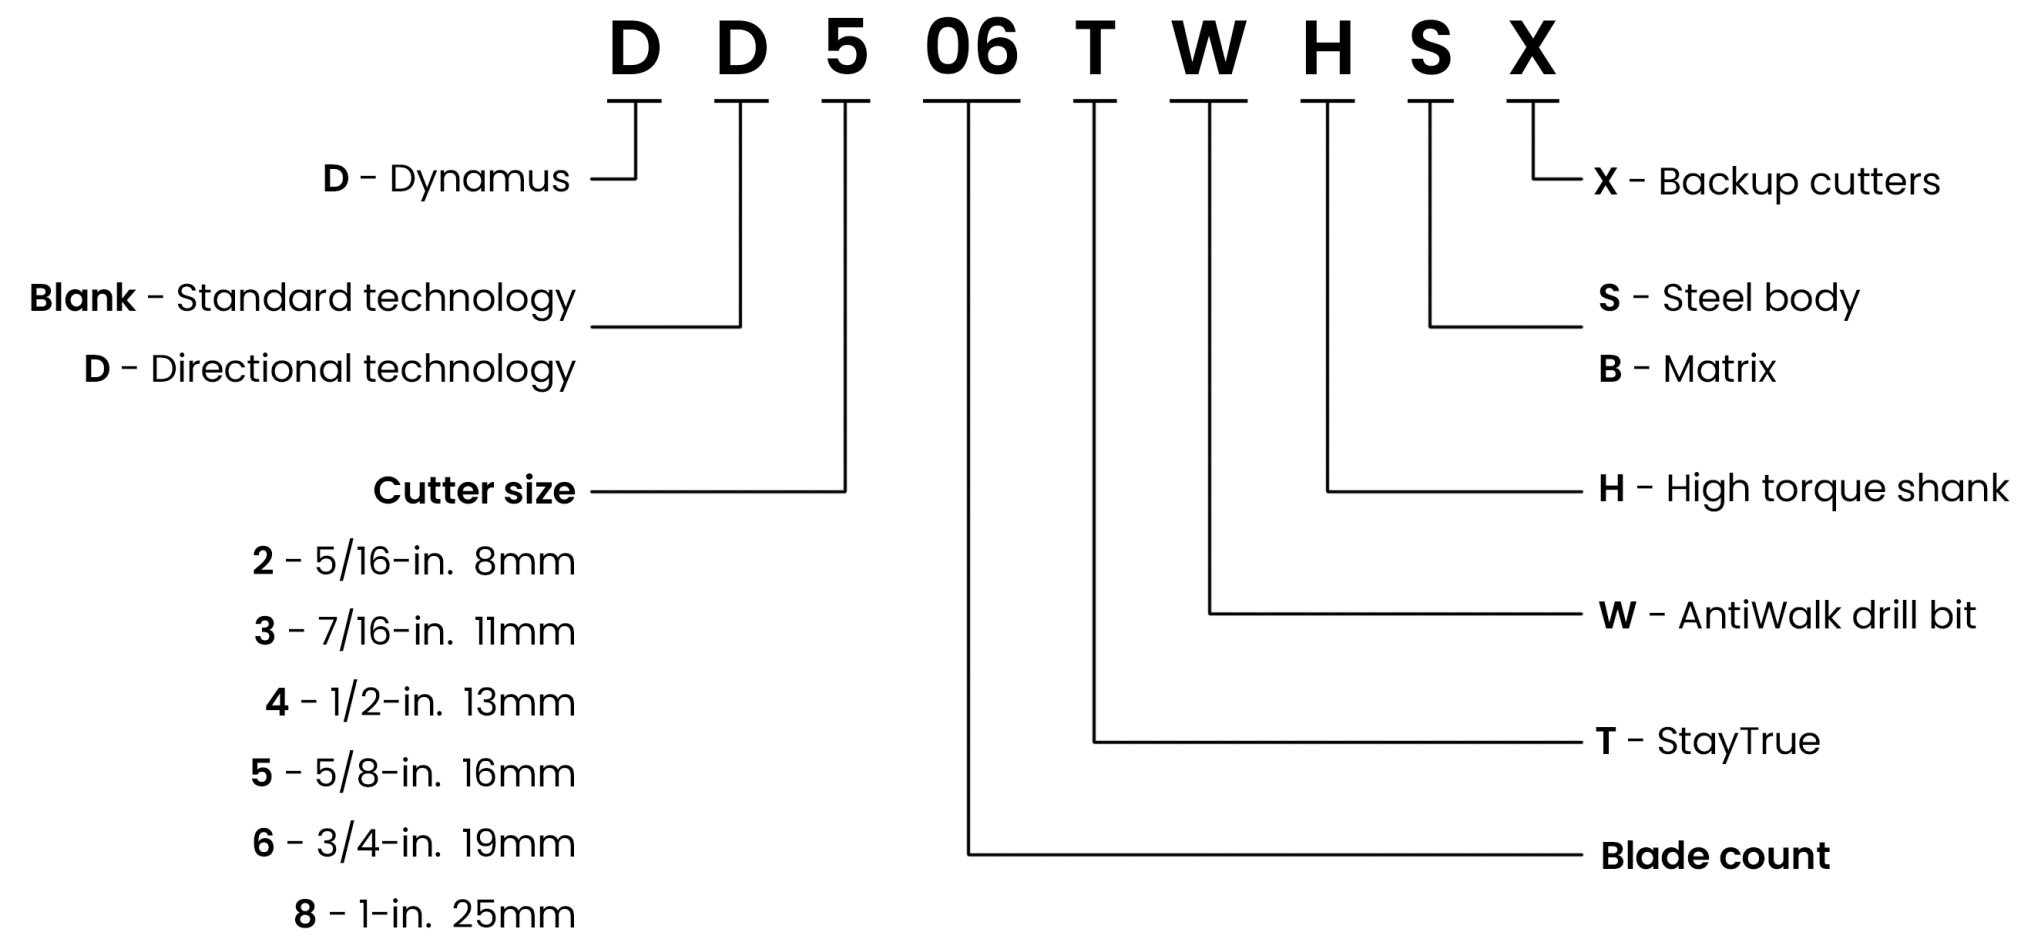 D D 5 06 T W H S X
D - Dynamus
Blank - Standard technology
D - Directional technology
Cutter size
2 - 5/16-in. 8mm
3 - 7/16-in. 11mm
4 - 1/2-in. 13mm
5 - 5/8-in. 16mm
6 - 3/4-in. 19mm
8 - 1-in. 25mm
X - Backup cutters
S - Steel body
B - Matrix
H - High torque shank
W - AntiWalk drill bit
T - StayTrue
Blade count